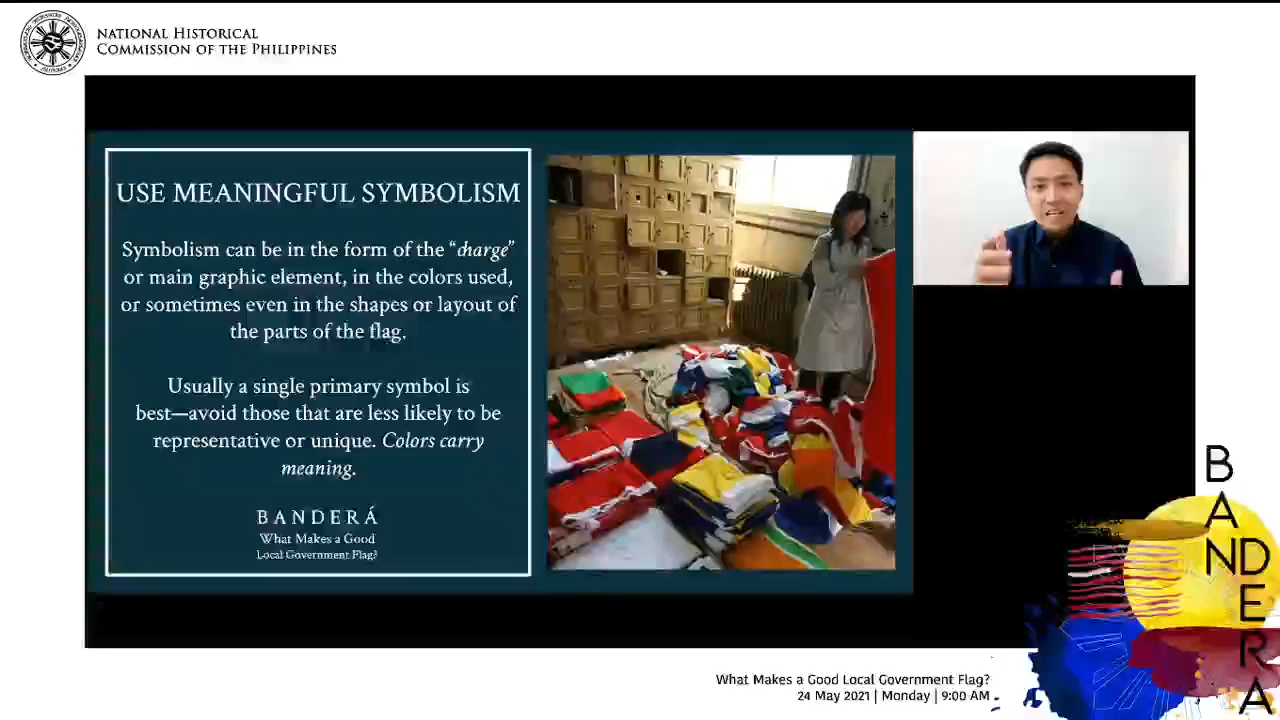 NATIONAL HISTORICAL
COMMISSION OF THE PHILIPPINES
USE MEANINGFUL SYMBOLISM
Symbolism can be in the form of the “charge”
or main graphic element, in the colors used,
or sometimes even in the shapes or layout of
the parts of the flag.
Usually a single primary symbol is
best—avoid those that are less likely to be
representative or unique. Colors carry
meaning.
BANDERÁ
What Makes a Good
Local Government Flag?
BANDERA
What Makes a Good Local Government Flag?
24 May 2021 | Monday | 9:00 AM